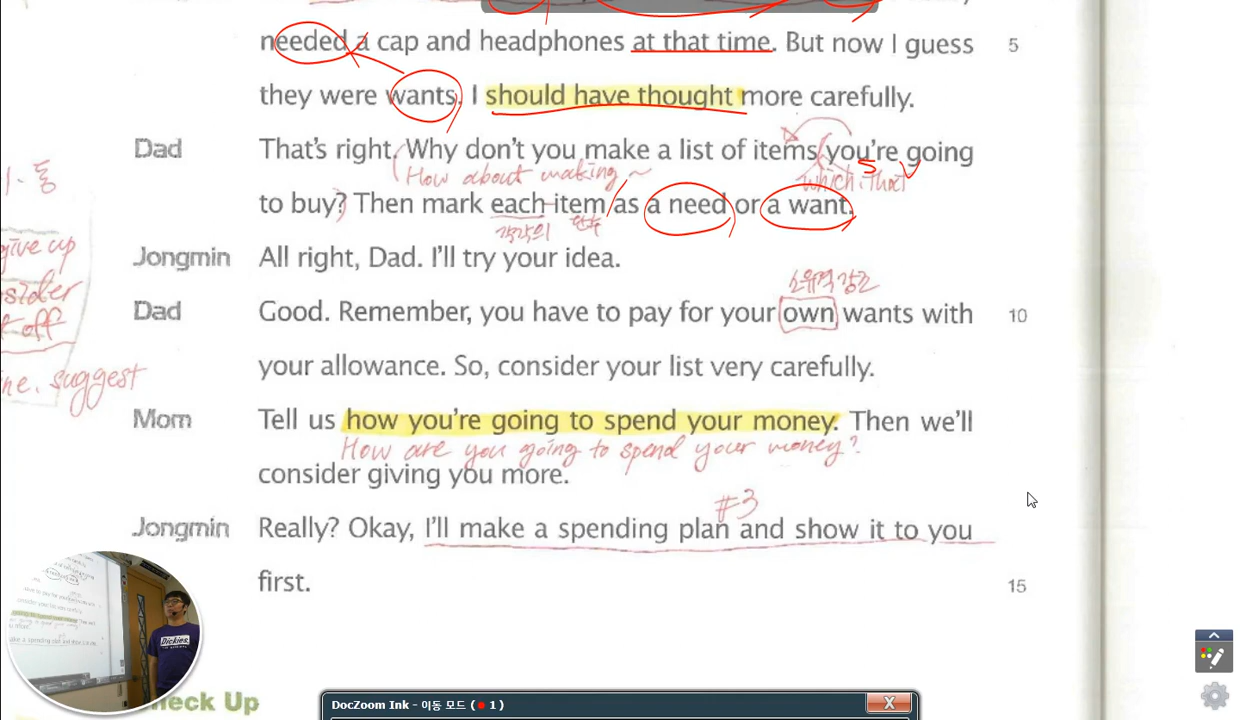 needed a cap and headphones at that time. But now I guess 5
they were wants. I should have thought more carefully.
Dad That's right. Why don't you make a list of items you're going
How about making ~ which. that S V
1. 동
to buy? Then mark each item as a need or a want.
각각의 단수
give up
Jongmin All right, Dad. I'll try your idea.
소유격 강조
Dad Good. Remember, you have to pay for your own wants with 10
your allowance. So, consider your list very carefully.
suggest
Mom Tell us how you're going to spend your money. Then we'll
How are you going to spend your money?
consider giving you more.
#3
Jongmin Really? Okay, I'll make a spending plan and show it to you
first. 15
Dickies
eck Up
DocZoom Ink - 이동 모드 ( 1 ) X